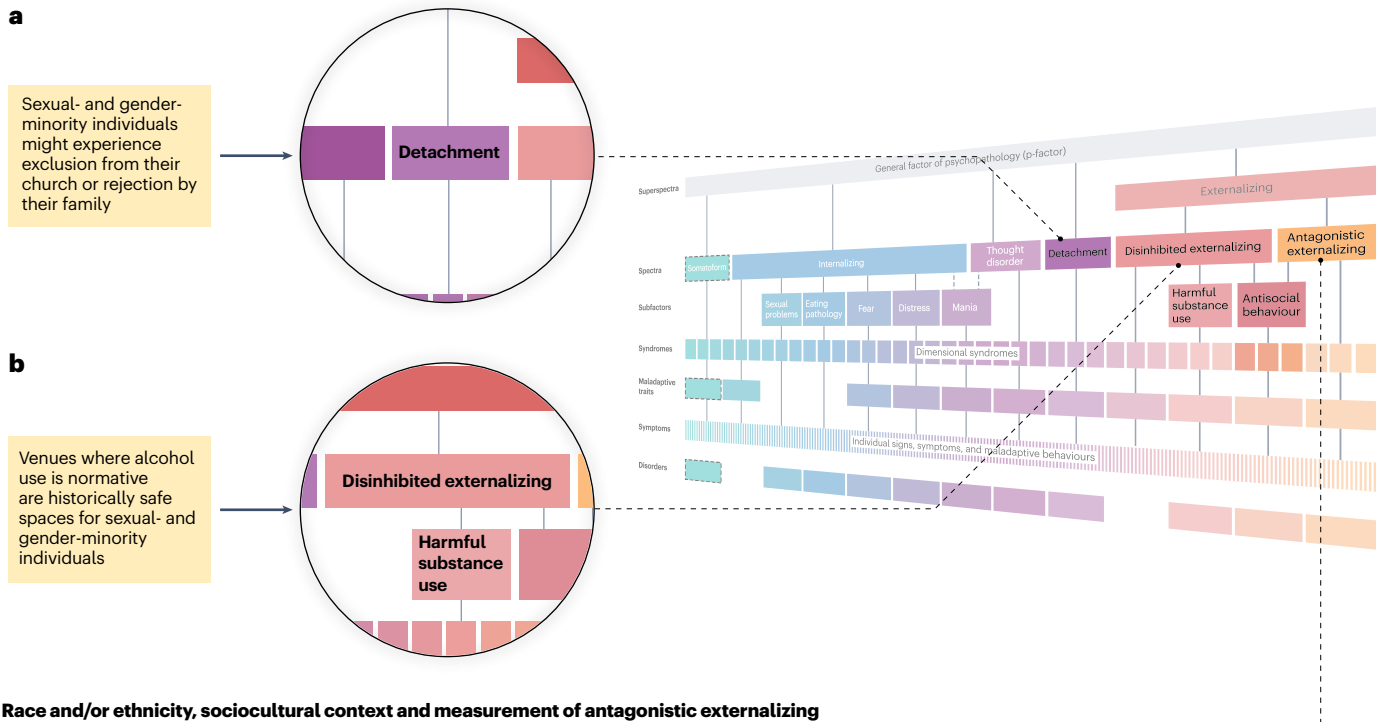 a
Sexual- and gender-
minority individuals
might experience
exclusion from their
church or rejection by
their family
Detachment
General factor of psychopathology (p-factor)
Superspectra
Externalizing
Spectra
Somatoform
Internalizing
Thought
disorder
Detachment
Disinhibited externalizing
Antagonistic
externalizing
Subfactors
Sexual
problems
Eating
pathology
Fear
Distress
Mania
Harmful
substance
use
Antisocial
behaviour
Syndromes
Dimensional syndromes
Maladaptive
traits
Symptoms
Individual signs, symptoms, and maladaptive behaviours
Disorders
b
Venues where alcohol
use is normative
are historically safe
spaces for sexual- and
gender-minority
individuals
Disinhibited externalizing
Harmful
substance
use
Race and/or ethnicity, sociocultural context and measurement of antagonistic externalizing